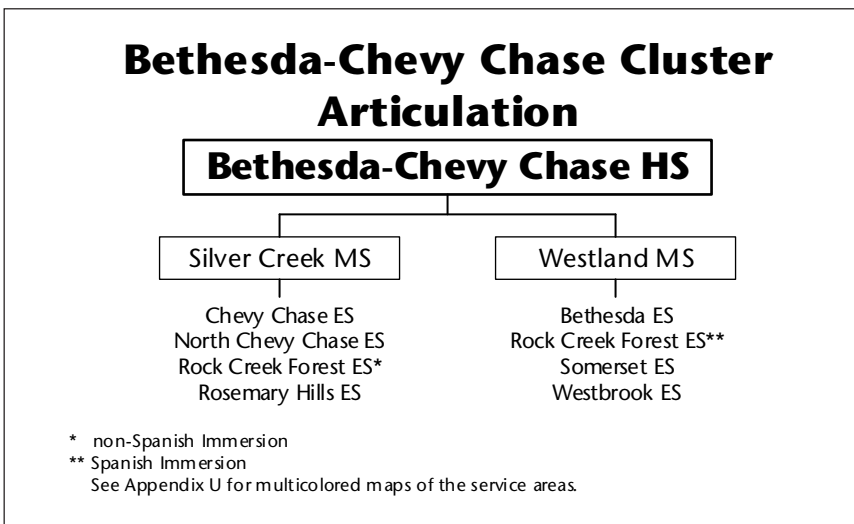 Bethesda-Chevy Chase Cluster
Articulation
Bethesda-Chevy Chase HS
Silver Creek MS
Chevy Chase ES
North Chevy Chase ES
Rock Creek Forest ES*
Rosemary Hills ES
Westland MS
Bethesda ES
Rock Creek Forest ES**
Somerset ES
Westbrook ES
* non-Spanish Immersion
** Spanish Immersion
See Appendix U for multicolored maps of the service areas.